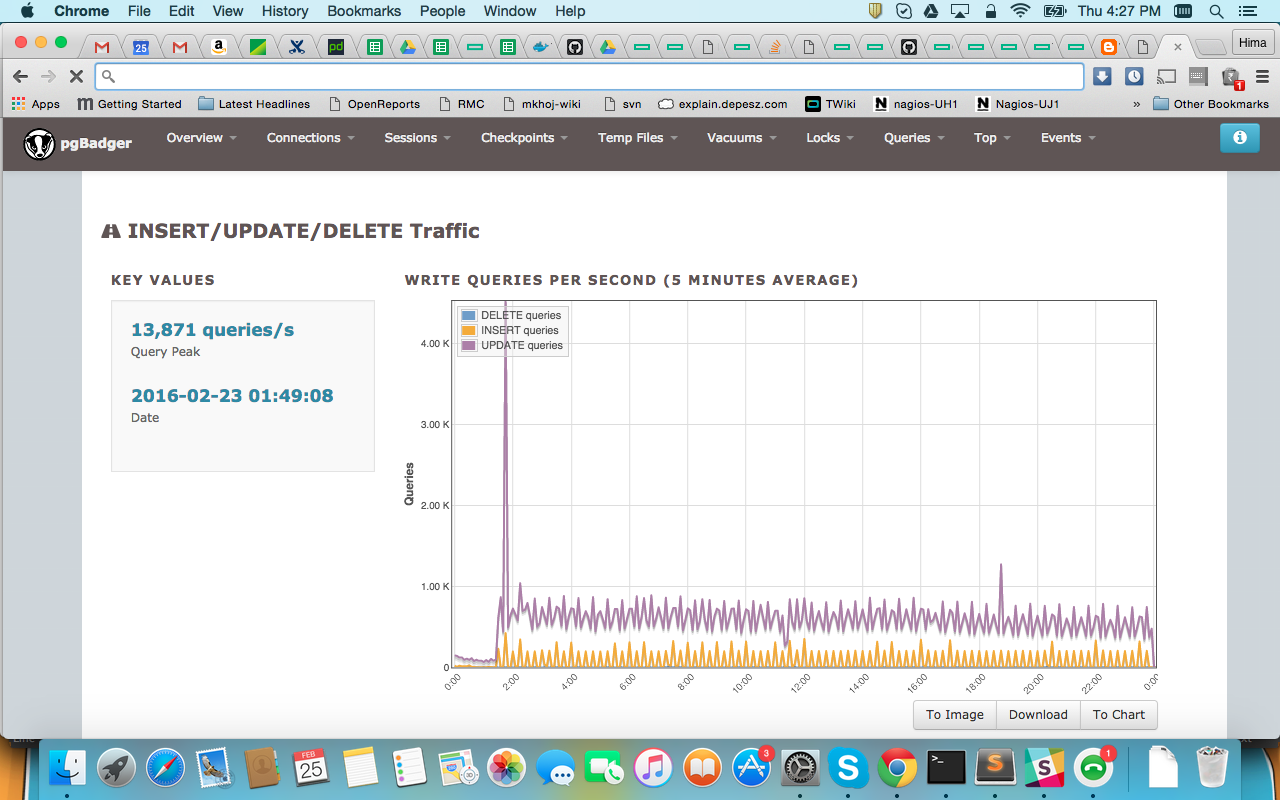 Chrome File Edit View History Bookmarks People Window Help Thu 4:27 PM
25 a pd Hima
1
Apps Getting Started Latest Headlines OpenReports RMC mkhoj-wiki svn explain.depesz.com TWiki N nagios-UH1 N Nagios-UJ1 » Other Bookmarks
pgBadger Overview Connections Sessions Checkpoints Temp Files Vacuums Locks Queries Top Events
INSERT/UPDATE/DELETE Traffic
KEY VALUES
13,871 queries/s
Query Peak
2016-02-23 01:49:08
Date
WRITE QUERIES PER SECOND (5 MINUTES AVERAGE)
DELETE queries
INSERT queries
UPDATE queries
4.00 K
3.00 K
2.00 K
1.00 K
0
Queries
0:00 2:00 4:00 6:00 8:00 10:00 12:00 14:00 16:00 18:00 20:00 22:00 0:00
To Image Download To Chart
FEB
25
3
S
>_
S
S
1